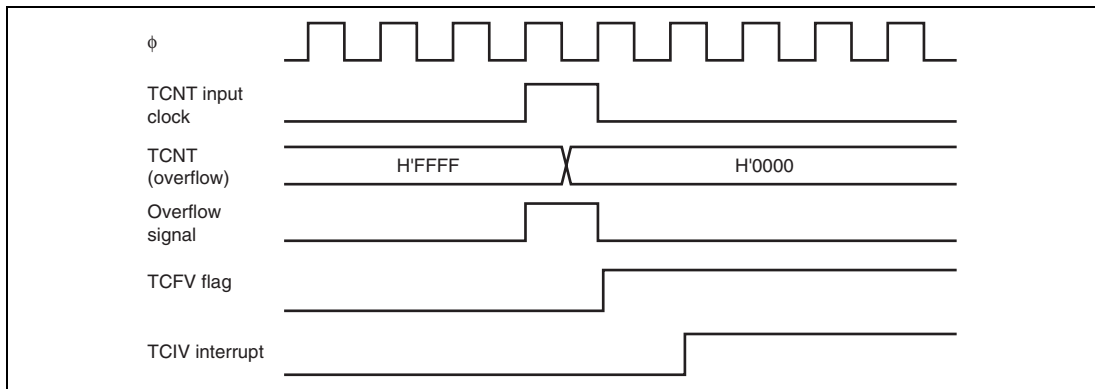 ϕ
TCNT input
clock
TCNT
(overflow)
H'FFFF
H'0000
Overflow
signal
TCFV flag
TCIV interrupt